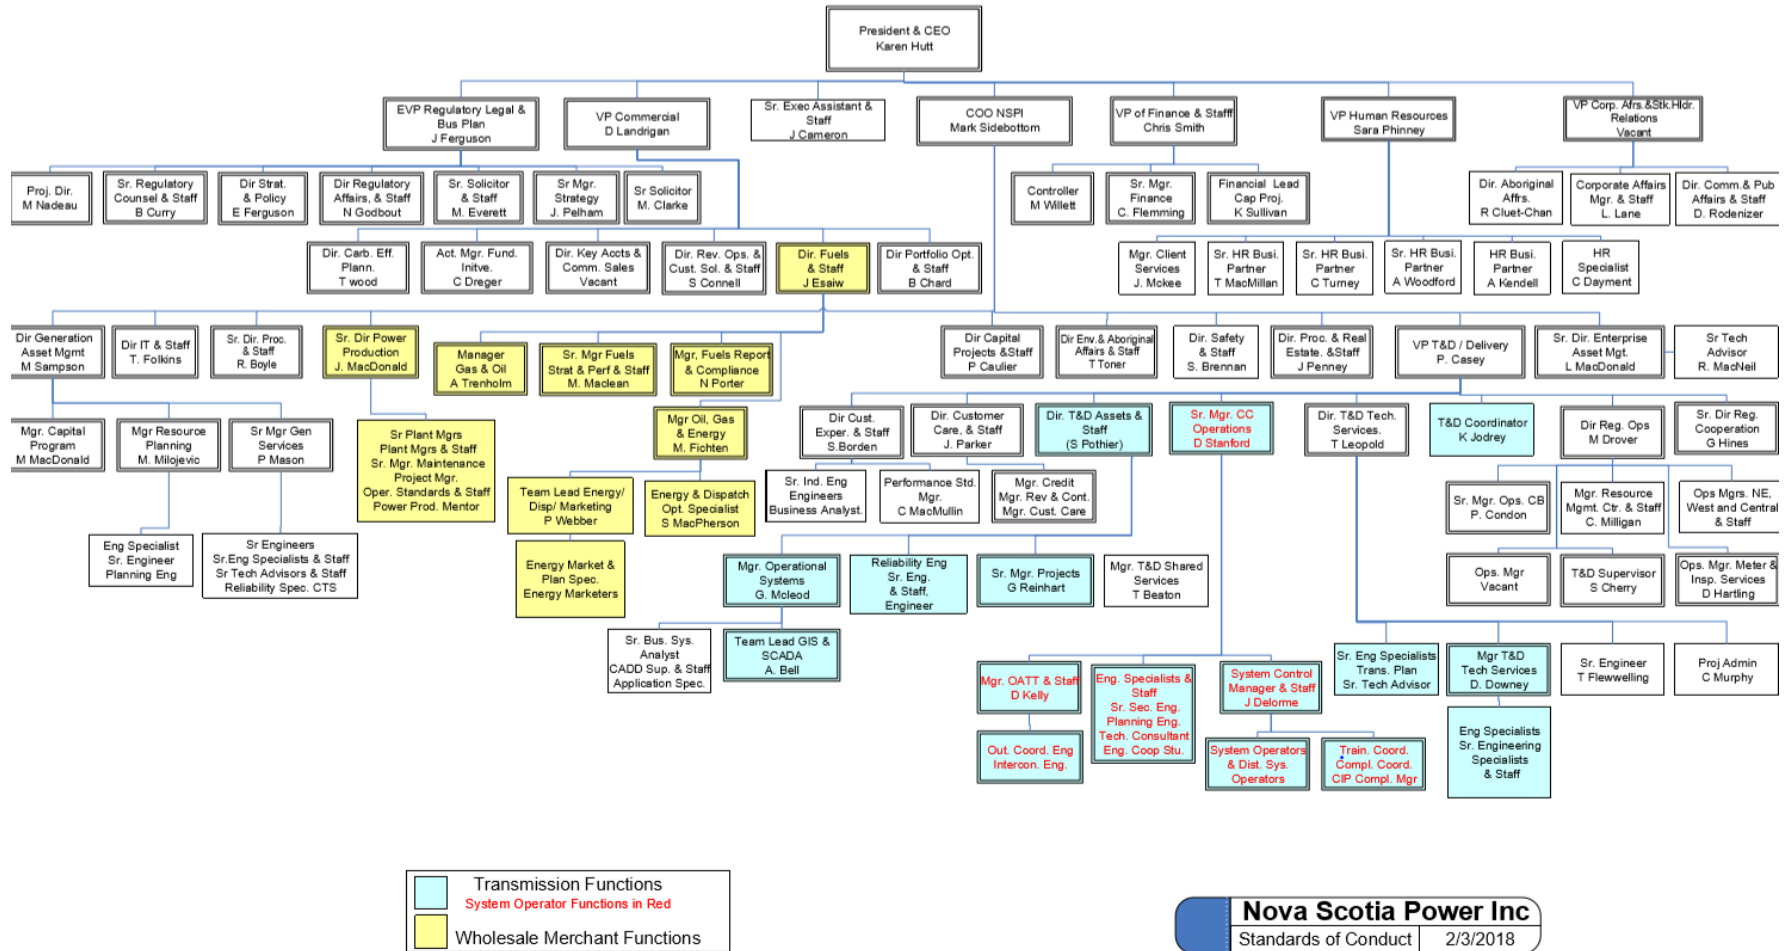 President & CEO
Karen Hutt
EVP Regulatory Legal &
Bus Plan
J Ferguson
VP Commercial
D Landrigan
Sr. Exec Assistant &
Staff
J Cameron
COO NSPI
Mark Sidebottom
VP of Finance & Stafff
Chris Smith
VP Human Resources
Sara Phinney
VP Corp. Afrs.&Stk.Hldr.
Relations
Vacant
Proj. Dir.
M Nadeau
Sr. Regulatory
Counsel & Staff
B Curry
Dir Strat.
& Policy
E Ferguson
Dir Regulatory
Affairs, & Staff
N Godbout
Sr. Solicitor
& Staff
M. Everett
Sr Mgr.
Strategy
J. Pelham
Sr Solicitor
M. Clarke
Controller
M Willett
Sr. Mgr.
Finance
C. Flemming
Financial Lead
Cap Proj.
K Sullivan
Dir. Aboriginal
Affrs.
R Cluet-Chan
Corporate Affairs
Mgr. & Staff
L. Lane
Dir. Comm.& Pub
Affairs & Staff
D. Rodenizer
Dir. Carb. Eff.
Plann.
T wood
Act. Mgr. Fund.
Initve.
C Dreger
Dir. Key Accts &
Comm. Sales
Vacant
Dir. Rev. Ops. &
Cust. Sol. & Staff
S Connell
Dir. Fuels
& Staff
J Esaiw
Dir Portfolio Opt.
& Staff
B Chard
Mgr. Client
Services
J. Mckee
Sr. HR Busi.
Partner
T MacMillan
Sr. HR Busi.
Partner
C Turney
Sr. HR Busi.
Partner
A Woodford
HR Busi.
Partner
A Kendell
HR
Specialist
C Dayment
Dir Generation
Asset Mgmt
M Sampson
Dir IT & Staff
T. Folkins
Sr. Dir. Proc.
& Staff
R. Boyle
Sr. Dir Power
Production
J. MacDonald
Manager
Gas & Oil
A Trenholm
Sr. Mgr Fuels
Strat & Perf & Staff
M. Maclean
Mgr, Fuels Report
& Compliance
N Porter
Dir Capital
Projects &Staff
P Caulier
Dir Env.& Aboriginal
Affairs & Staff
T Toner
Dir. Safety
& Staff
S. Brennan
Dir. Proc. & Real
Estate. &Staff
J Penney
VP T&D / Delivery
P. Casey
Sr. Dir. Enterprise
Asset Mgt.
L MacDonald
Sr Tech
Advisor
R. MacNeil
Mgr. Capital
Program
M MacDonald
Mgr Resource
Planning
M. Milojevic
Sr Mgr Gen
Services
P Mason
Sr Plant Mgrs
Plant Mgrs & Staff
Sr. Mgr. Maintenance
Project Mgr.
Oper. Standards & Staff
Power Prod. Mentor
Mgr Oil, Gas
& Energy
M. Fichten
Dir Cust.
Exper. & Staff
S.Borden
Dir. Customer
Care, & Staff
J. Parker
Dir. T&D Assets &
Staff
(S Pothier)
Sr. Mgr. CC
Operations
D Stanford
Dir. T&D Tech.
Services.
T Leopold
T&D Coordinator
K Jodrey
Dir Reg. Ops
M Drover
Sr. Dir Reg.
Cooperation
G Hines
Team Lead Energy/
Disp/ Marketing
P Webber
Energy & Dispatch
Opt. Specialist
S MacPherson
Sr. Ind. Eng
Engineers
Business Analyst.
Performance Std.
Mgr.
C MacMullin
Mgr. Credit
Mgr. Rev & Cont.
Mgr. Cust. Care
Sr. Mgr. Ops. CB
P. Condon
Mgr. Resource
Mgmt. Ctr. & Staff
C. Milligan
Ops Mgrs. NE,
West and Central
& Staff
Eng Specialist
Sr. Engineer
Planning Eng
Sr Engineers
Sr.Eng Specialists & Staff
Sr Tech Advisors & Staff
Reliability Spec. CTS
Energy Market &
Plan Spec.
Energy Marketers
Mgr. Operational
Systems
G. Mcleod
Reliability Eng
Sr. Eng.
& Staff,
Engineer
Sr. Mgr. Projects
G Reinhart
Mgr. T&D Shared
Services
T Beaton
Ops. Mgr
Vacant
T&D Supervisor
S Cherry
Ops. Mgr. Meter &
Insp. Services
D Hartling
Sr. Bus. Sys.
Analyst
CADD Sup. & Staff
Application Spec.
Team Lead GIS &
SCADA
A. Bell
Mgr. OATT & Staff
D Kelly
Eng. Specialists &
Staff
Sr. Sec. Eng.
Planning Eng.
Tech. Consultant
Eng. Coop Stu.
System Control
Manager & Staff
J Delorme
Sr. Eng Specialists
Trans. Plan
Sr. Tech Advisor
Mgr T&D
Tech Services
D. Downey
Sr. Engineer
T Flewwelling
Proj Admin
C Murphy
Out. Coord. Eng
Intercon. Eng.
System Operators
& Dist. Sys.
Operators
Train. Coord.
Compl. Coord.
CIP Compl. Mgr
Eng Specialists
Sr. Engineering
Specialists
& Staff
Transmission Functions
System Operator Functions in Red
Wholesale Merchant Functions
Nova Scotia Power Inc
Standards of Conduct 2/3/2018